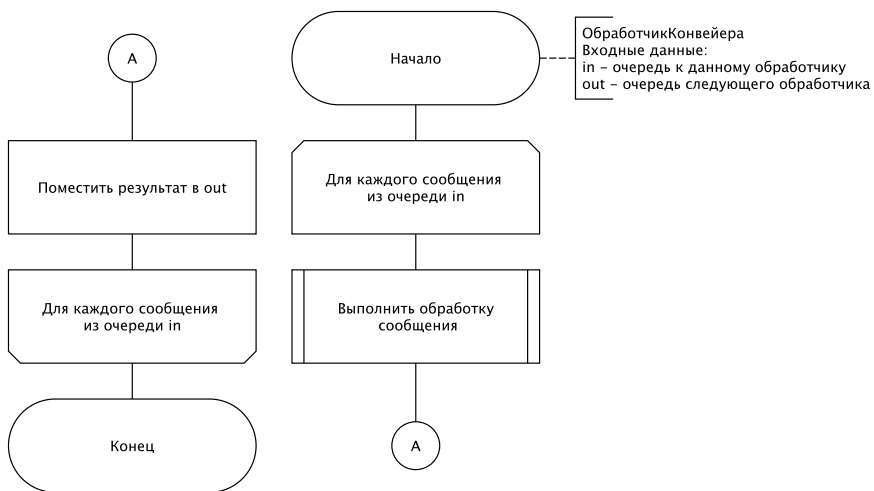 A
Поместить результат в out
Для каждого сообщения
из очереди in
Конец
Начало
ОбработчикКонвейера
Входные данные:
in – очередь к данному обработчику
out – очередь следующего обработчика
Для каждого сообщения
из очереди in
Выполнить обработку
сообщения
A